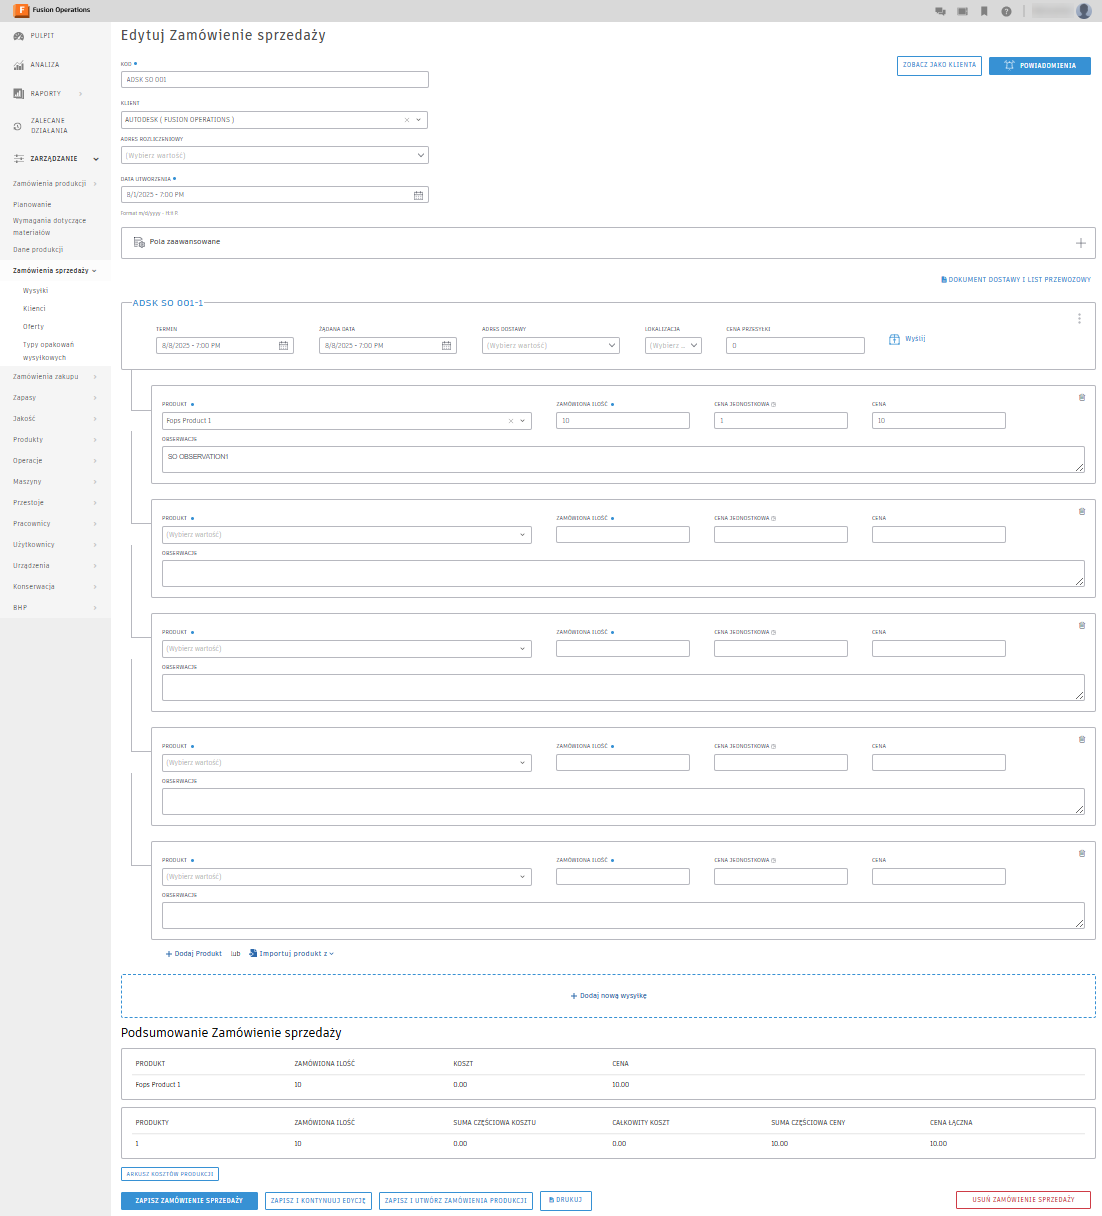 Fusion Operations
PULPIT
ANALIZA
RAPORTY
ZALECANE
DZIAŁANIA
ZARZĄDZANIE
Zamówienia produkcji
Planowanie
Wymagania dotyczące
materiałów
Dane produkcji
Zamówienia sprzedaży
Wysyłki
Klienci
Oferty
Typy opakowań
wysyłkowych
Zamówienia zakupu
Zapasy
Jakość
Produkty
Operacje
Maszyny
Przestoje
Pracownicy
Użytkownicy
Urządzenia
Konserwacja
BHP
Edytuj Zamówienie sprzedaży
ZOBACZ JAKO KLIENTA
POWIADOMIENIA
KOD
ADSK SO 001
KLIENT
AUTODESK ( FUSION OPERATIONS )
ADRES ROZLICZENIOWY
(Wybierz wartość)
DATA UTWORZENIA
8/1/2025 - 7:00 PM
Format m/d/yyyy - H:M P.
Pola zaawansowane
DOKUMENT DOSTAWY I LIST PRZEWOZOWY
ADSK SO 001-1
TERMIN ŻĄDANA DATA ADRES DOSTAWY LOKALIZACJA CENA PRZESYŁKI
8/8/2025 - 7:00 PM 8/8/2025 - 7:00 PM (Wybierz wartość) (Wybierz ... 0 Wyślij
PRODUKT ZAMÓWIONA ILOŚĆ CENA JEDNOSTKOWA CENA
Fops Product 1 10 1 10
OBSERWACJE
SO OBSERVATION1
PRODUKT ZAMÓWIONA ILOŚĆ CENA JEDNOSTKOWA CENA
(Wybierz wartość)
OBSERWACJE
PRODUKT ZAMÓWIONA ILOŚĆ CENA JEDNOSTKOWA CENA
(Wybierz wartość)
OBSERWACJE
PRODUKT ZAMÓWIONA ILOŚĆ CENA JEDNOSTKOWA CENA
(Wybierz wartość)
OBSERWACJE
PRODUKT ZAMÓWIONA ILOŚĆ CENA JEDNOSTKOWA CENA
(Wybierz wartość)
OBSERWACJE
+ Dodaj Produkt lub Importuj produkt z
+ Dodaj nową wysyłkę
Podsumowanie Zamówienie sprzedaży
PRODUKT ZAMÓWIONA ILOŚĆ KOSZT CENA
Fops Product 1 10 0.00 10.00
PRODUKTY ZAMÓWIONA ILOŚĆ SUMA CZĘŚCIOWA KOSZTU CAŁKOWITY KOSZT SUMA CZĘŚCIOWA CENY CENA ŁĄCZNA
1 10 0.00 0.00 10.00 10.00
ARKUSZ KOSZTÓW PRODUKCJI
ZAPISZ ZAMÓWIENIE SPRZEDAŻY
ZAPISZ I KONTYNUUJ EDYCJĘ
ZAPISZ I UTWÓRZ ZAMÓWIENIA PRODUKCJI
DRUKUJ
USUŃ ZAMÓWIENIE SPRZEDAŻY